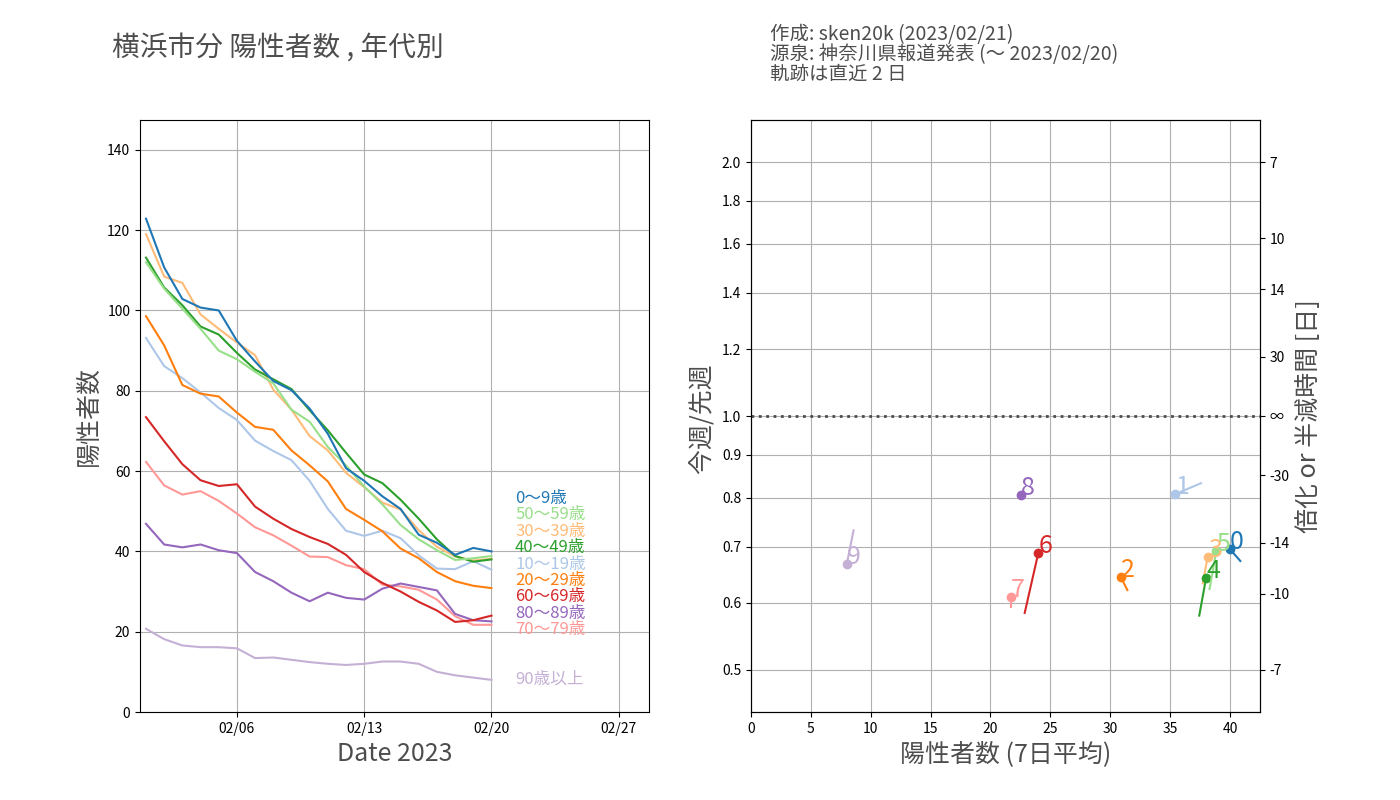 横浜市分 陽性者数 , 年代別
作成: sken20k (2023/02/21)
源泉: 神奈川県報道発表 (〜 2023/02/20)
軌跡は直近 2 日
陽性者数
140
120
100
80
60
40
20
0
02/06
02/13
02/20
02/27
Date 2023
0〜9歳
50〜59歳
30〜39歳
40〜49歳
10〜19歳
20〜29歳
60〜69歳
80〜89歳
70〜79歳
90歳以上
今週/先週
2.0
1.8
1.6
1.4
1.2
1.0
0.9
0.8
0.7
0.6
0.5
8
1
9
6
7
2
3
5
0
4
7
10
14
30
∞
-30
-14
-10
-7
倍化 or 半減時間 [日]
0
5
10
15
20
25
30
35
40
陽性者数 (7日平均)